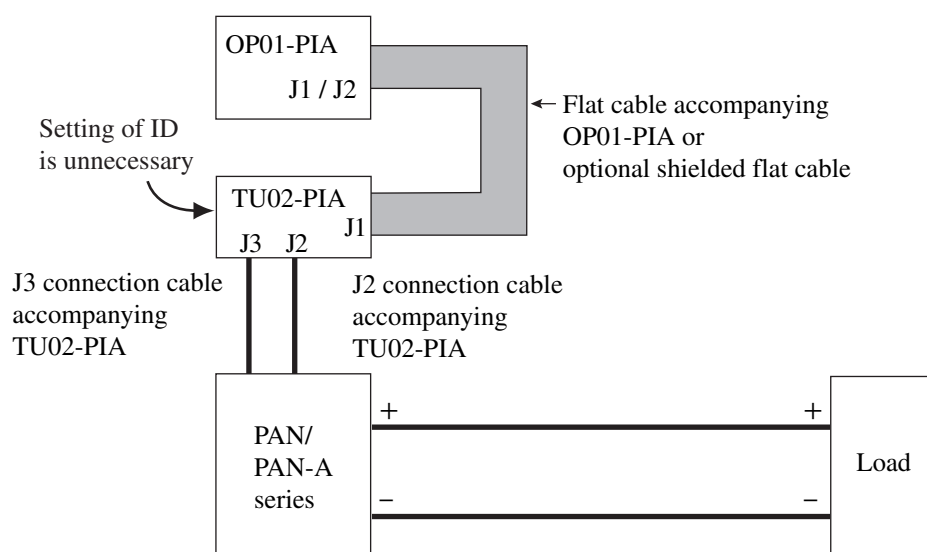 OP01-PIA
J1 / J2
Flat cable accompanying
OP01-PIA or
optional shielded flat cable
Setting of ID
is unnecessary
TU02-PIA
J1
J3 J2
J3 connection cable
accompanying
TU02-PIA
J2 connection cable
accompanying
TU02-PIA
+ +
PAN/
PAN-A
series
Load
− −